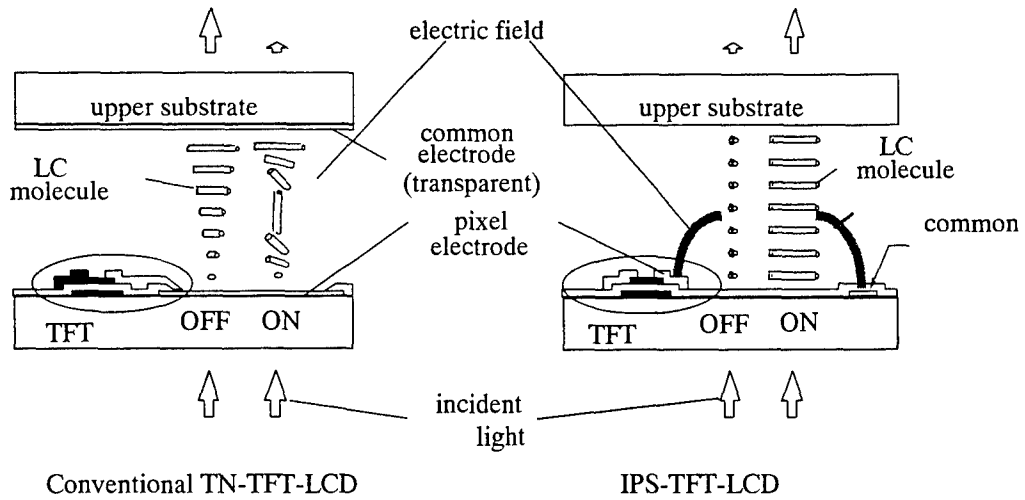 electric field
upper substrate
upper substrate
common
electrode
(transparent)
LC
molecule
LC
molecule
pixel
electrode
common
TFT
OFF
ON
TFT
OFF
ON
incident
light
Conventional TN-TFT-LCD
IPS-TFT-LCD